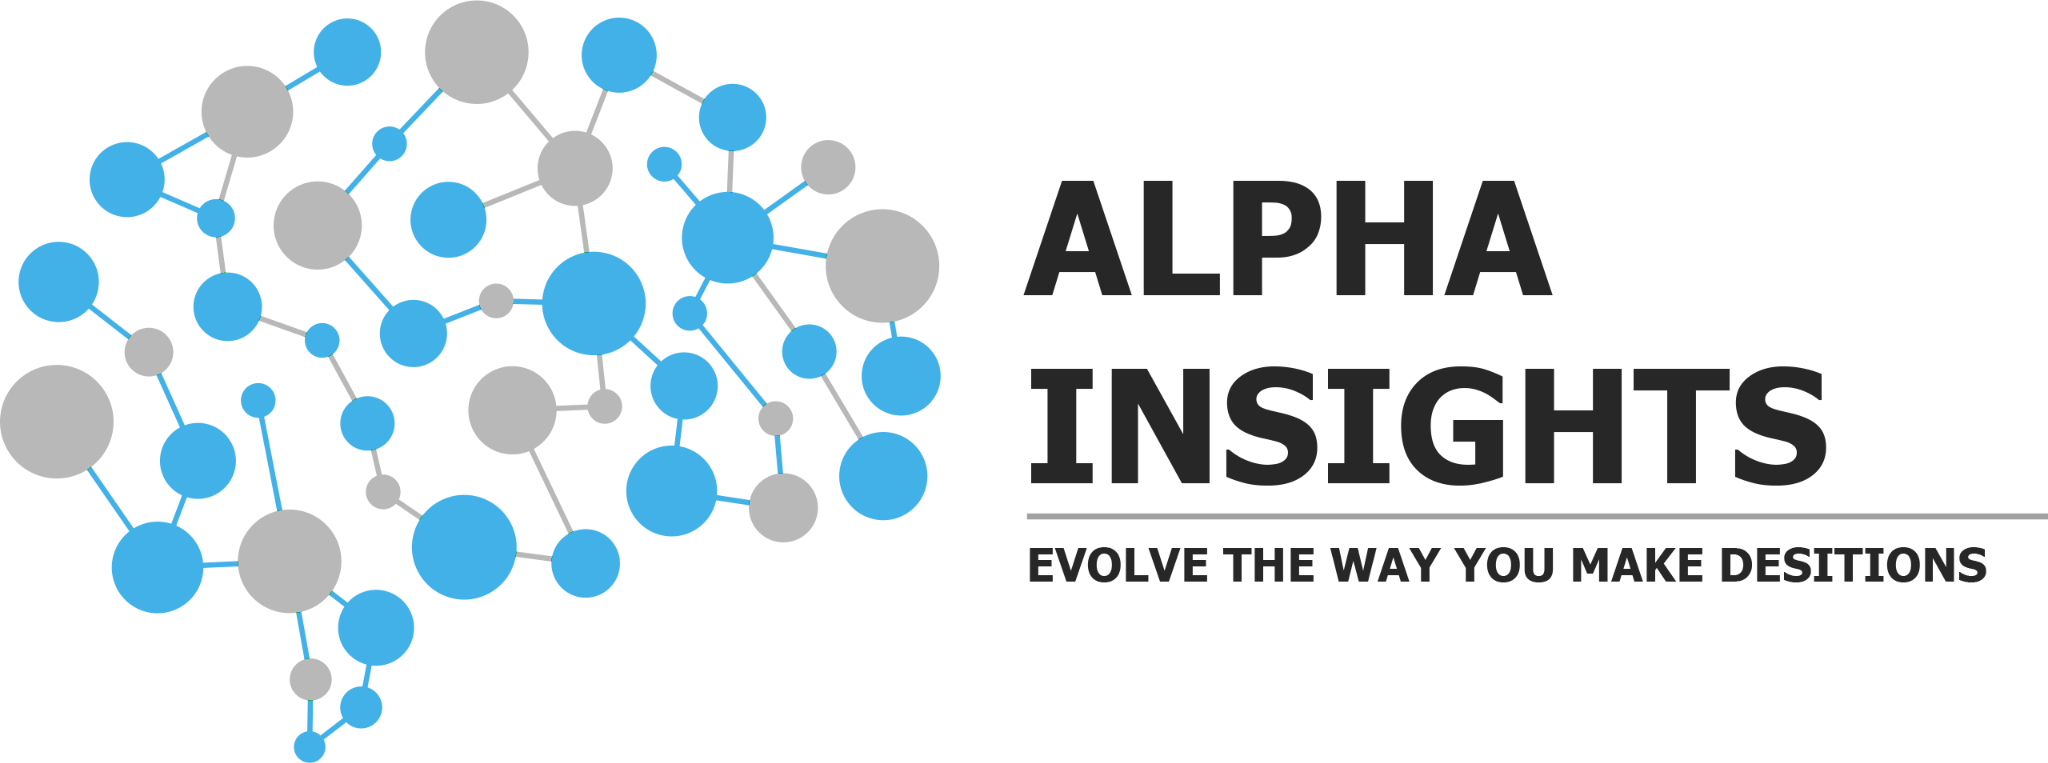 ALPHA
INSIGHTS
EVOLVE THE WAY YOU MAKE DESITIONS